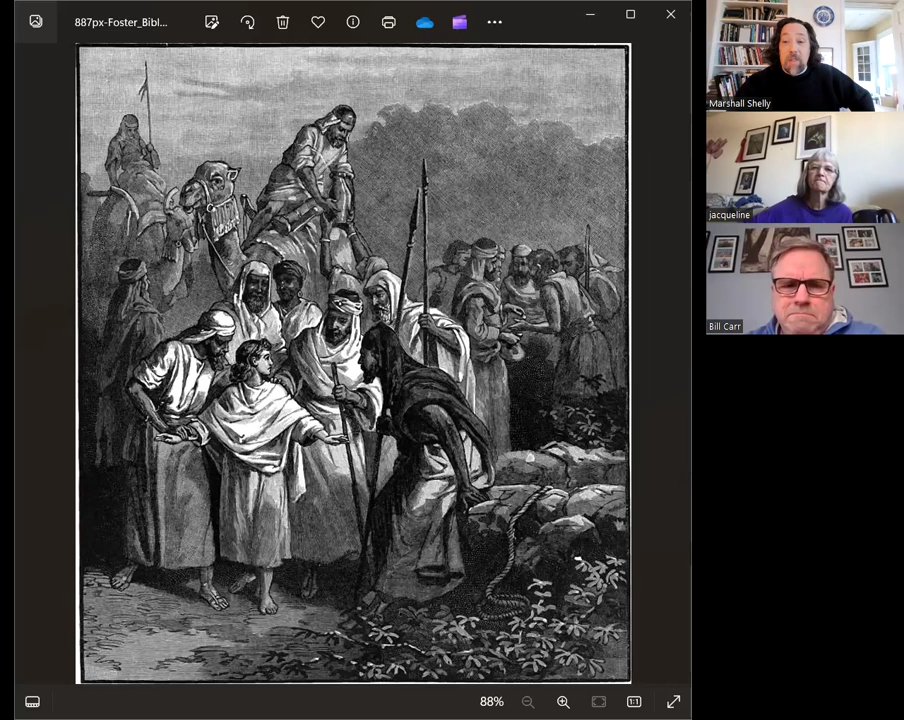 887px-Foster_Bibl...
Marshall Shelly
jacqueline
Bill Carr
88%
1:1